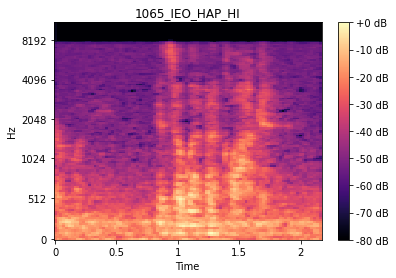 1065_IEO_HAP_HI
+0 dB
8192
-10 dB
4096
-20 dB
-30 dB
2048
-40 dB
Hz
1024
-50 dB
512
-60 dB
-70 dB
0
-80 dB
0
0.5
1
1.5
2
Time